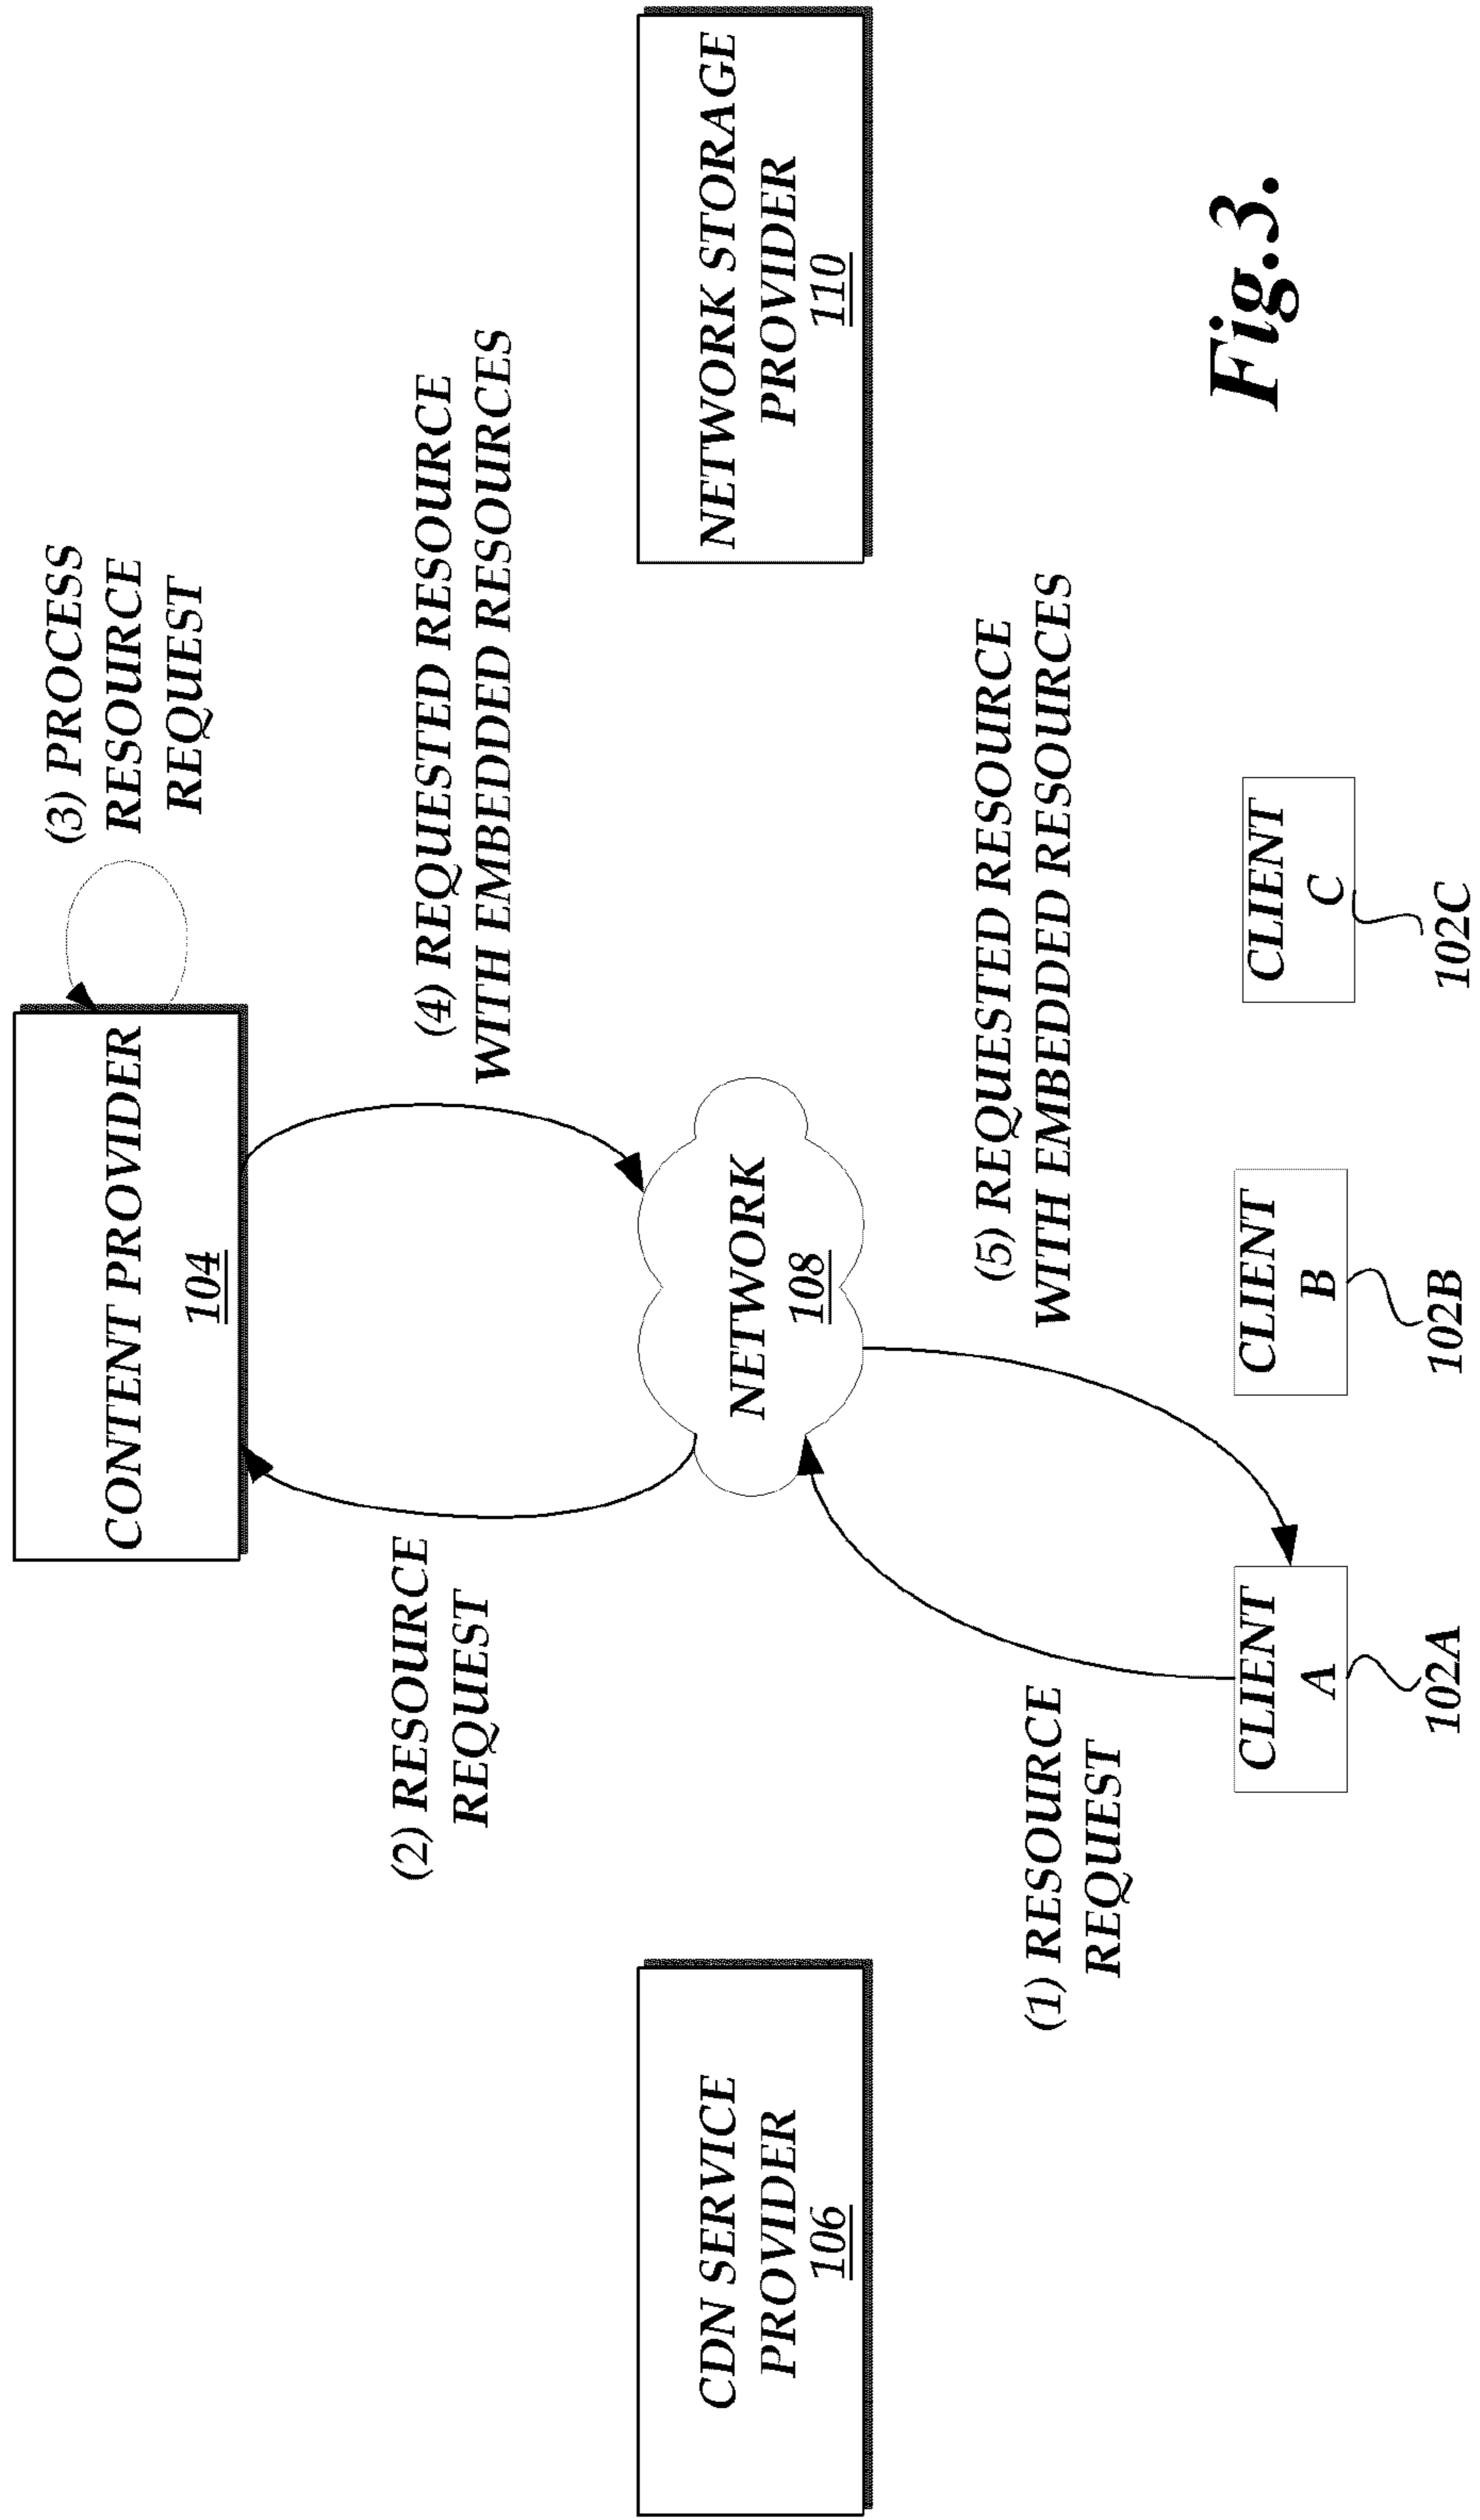 CONTENT PROVIDER
104
(3) PROCESS
RESOURCE
REQUEST
(2) RESOURCE
REQUEST
(4) REQUESTED RESOURCE
WITH EMBEDDED RESOURCES
CDN SERVICE
PROVIDER
106
NETWORK
108
NETWORK STORAGE
PROVIDER
110
(1) RESOURCE
REQUEST
(5) REQUESTED RESOURCE
WITH EMBEDDED RESOURCES
CLIENT
A
102A
CLIENT
B
102B
CLIENT
C
102C
Fig.3.